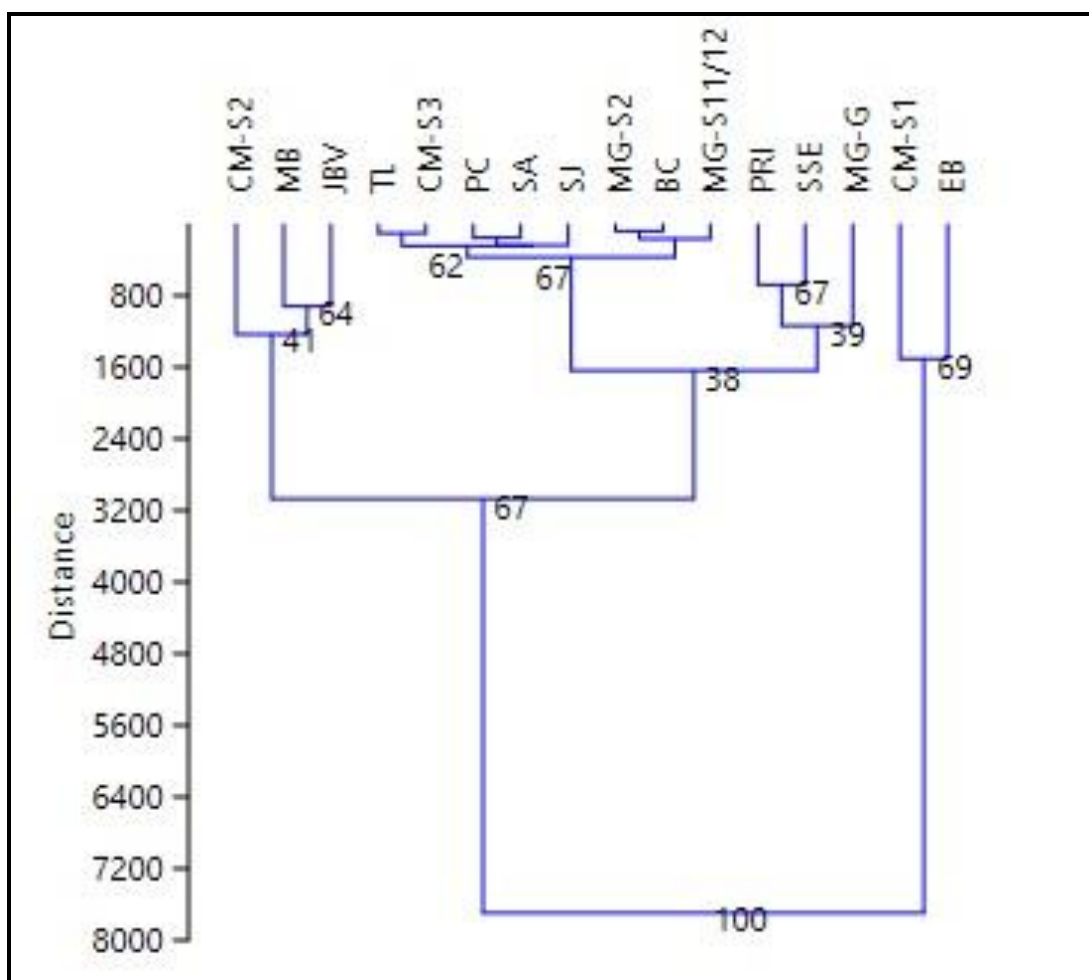 CM-S2
MB
JBV
TL
CM-S3
PC
SA
SJ
MG-S2
BC
MG-S11/12
PRI
SSE
MG-G
CM-S1
EB
62
67
67
64
41
39
69
38
67
100
800
1600
2400
3200
4000
4800
5600
6400
7200
8000
Distance